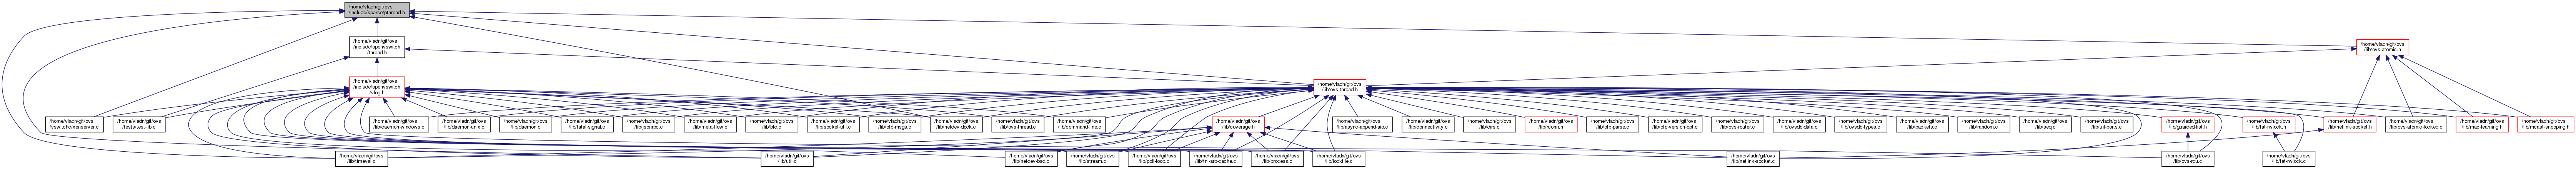 /home/vladn/git/ovs
/include/sparse/pthread.h
/home/vladn/git/ovs
/include/openvswitch
/thread.h
/home/vladn/git/ovs
/lib/ovs-atomic.h
/home/vladn/git/ovs
/include/openvswitch
/vlog.h
/home/vladn/git/ovs
/lib/ovs-thread.h
/home/vladn/git/ovs
/vswitchd/xenserver.c
/home/vladn/git/ovs
/tests/test-lib.c
/home/vladn/git/ovs
/lib/daemon-windows.c
/home/vladn/git/ovs
/lib/daemon-unix.c
/home/vladn/git/ovs
/lib/daemon.c
/home/vladn/git/ovs
/lib/fatal-signal.c
/home/vladn/git/ovs
/lib/jsonrpc.c
/home/vladn/git/ovs
/lib/meta-flow.c
/home/vladn/git/ovs
/lib/bfd.c
/home/vladn/git/ovs
/lib/socket-util.c
/home/vladn/git/ovs
/lib/ofp-msgs.c
/home/vladn/git/ovs
/lib/netdev-dpdk.c
/home/vladn/git/ovs
/lib/ovs-thread.c
/home/vladn/git/ovs
/lib/command-line.c
/home/vladn/git/ovs
/lib/coverage.h
/home/vladn/git/ovs
/lib/async-append-aio.c
/home/vladn/git/ovs
/lib/connectivity.c
/home/vladn/git/ovs
/lib/dirs.c
/home/vladn/git/ovs
/lib/rconn.h
/home/vladn/git/ovs
/lib/ofp-parse.c
/home/vladn/git/ovs
/lib/ofp-version-opt.c
/home/vladn/git/ovs
/lib/ovs-router.c
/home/vladn/git/ovs
/lib/ovsdb-data.c
/home/vladn/git/ovs
/lib/ovsdb-types.c
/home/vladn/git/ovs
/lib/packets.c
/home/vladn/git/ovs
/lib/random.c
/home/vladn/git/ovs
/lib/seq.c
/home/vladn/git/ovs
/lib/tnl-ports.c
/home/vladn/git/ovs
/lib/guarded-list.h
/home/vladn/git/ovs
/lib/fat-rwlock.h
/home/vladn/git/ovs
/lib/netlink-socket.h
/home/vladn/git/ovs
/lib/ovs-atomic-locked.c
/home/vladn/git/ovs
/lib/mac-learning.h
/home/vladn/git/ovs
/lib/mcast-snooping.h
/home/vladn/git/ovs
/lib/timeval.c
/home/vladn/git/ovs
/lib/util.c
/home/vladn/git/ovs
/lib/netdev-bsd.c
/home/vladn/git/ovs
/lib/stream.c
/home/vladn/git/ovs
/lib/poll-loop.c
/home/vladn/git/ovs
/lib/tnl-arp-cache.c
/home/vladn/git/ovs
/lib/process.c
/home/vladn/git/ovs
/lib/lockfile.c
/home/vladn/git/ovs
/lib/netlink-socket.c
/home/vladn/git/ovs
/lib/ovs-rcu.c
/home/vladn/git/ovs
/lib/fat-rwlock.c